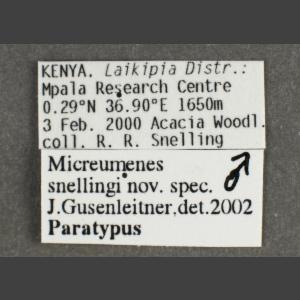 KENYA, Laikipia Distr.:
Mpala Research Centre
0.29°N 36.90°E 1650m
3 Feb. 2000 Acacia Woodl.
coll. R. R. Snelling
Micreumenes ♂
snellingi nov. spec.
J.Gusenleitner,det.2002
Paratypus